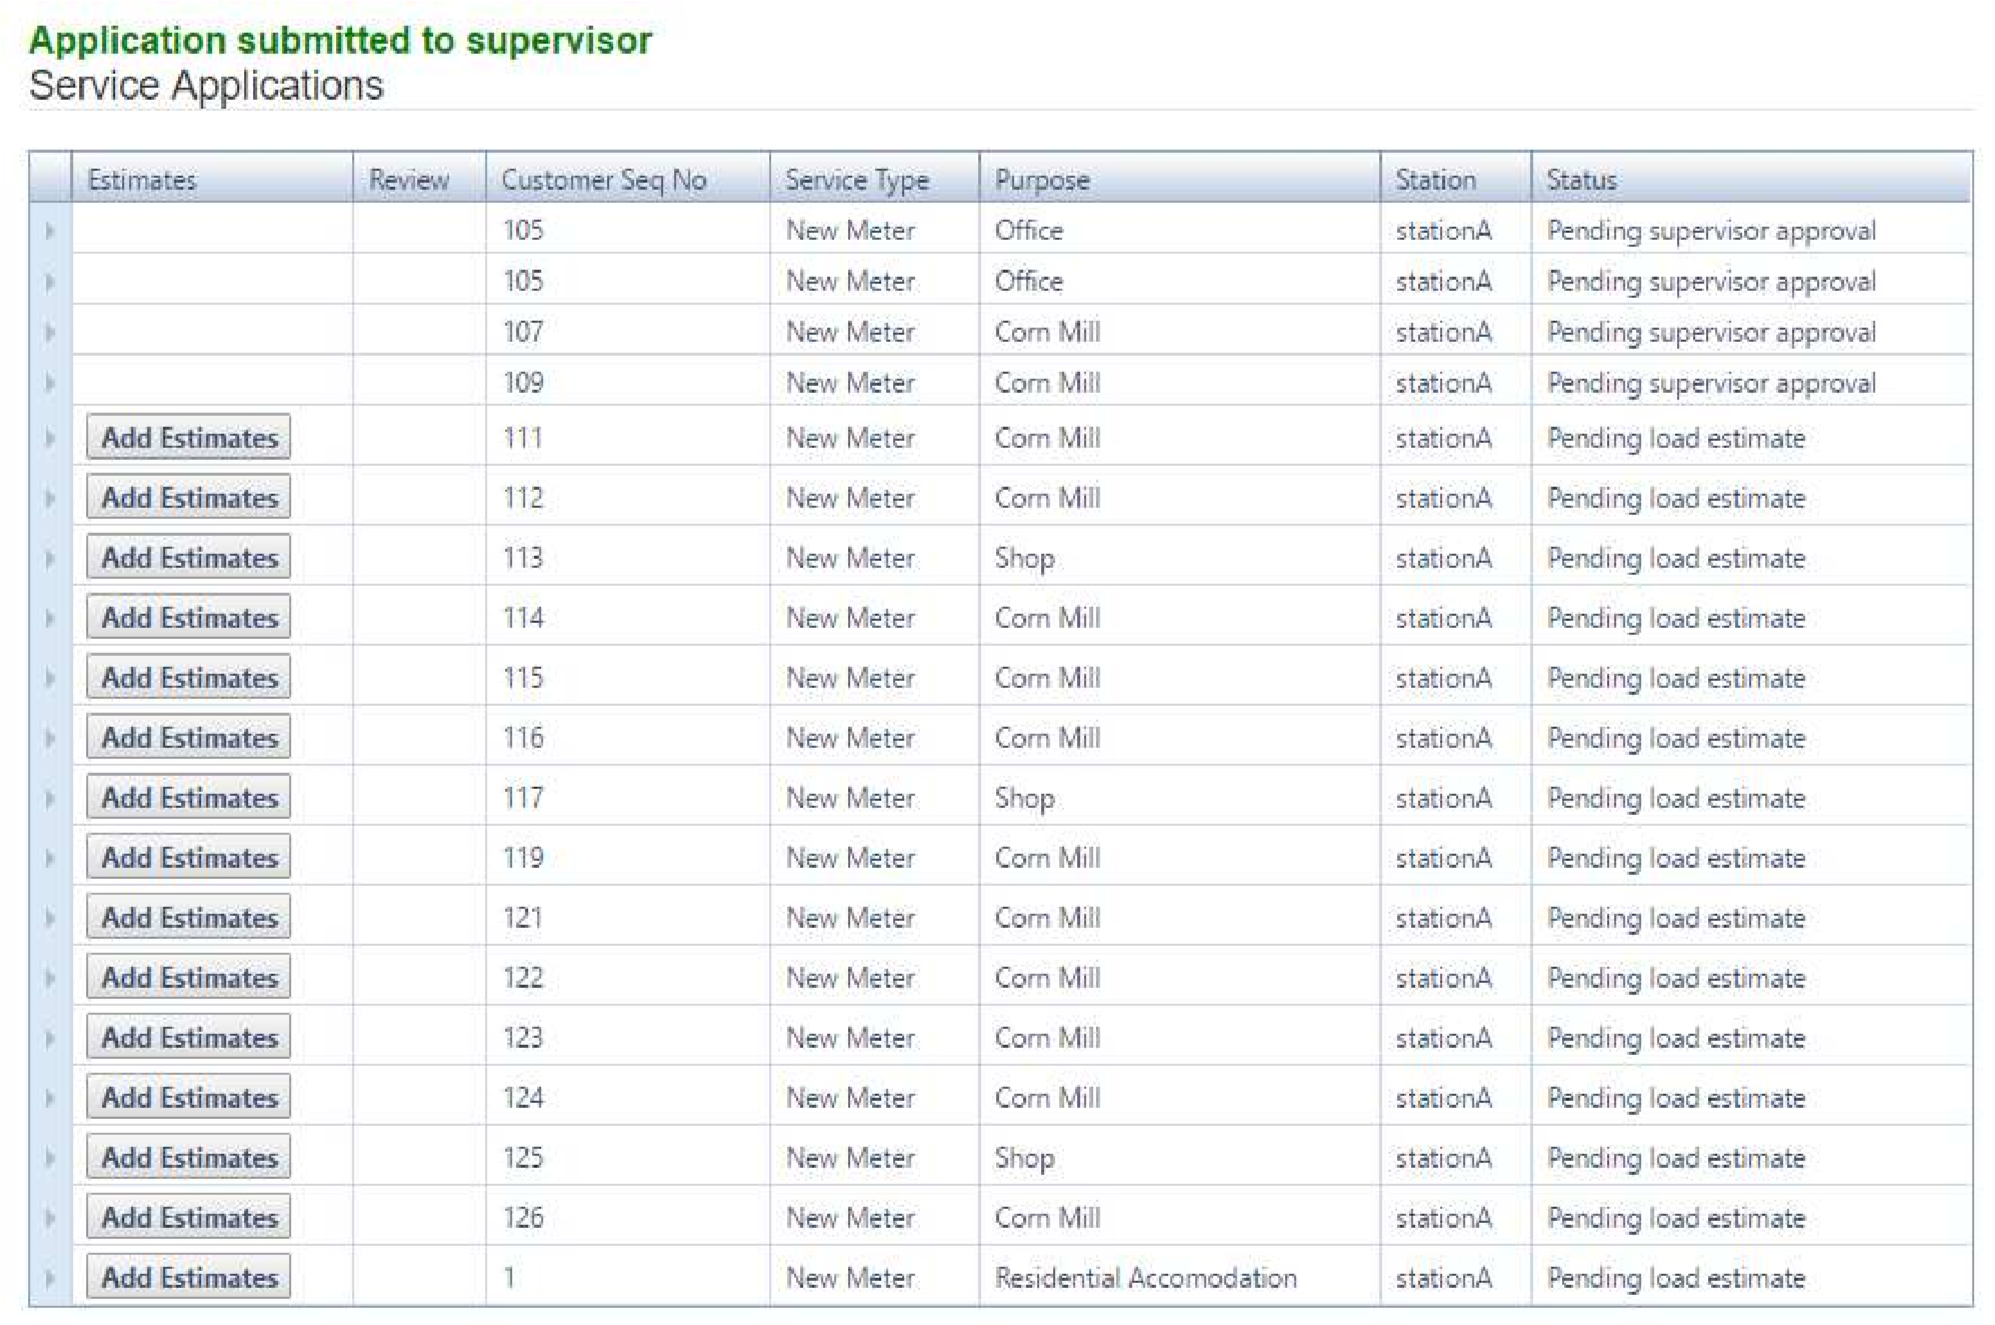 Application submitted to supervisor
Service Applications
Estimates Review Customer Seq No Service Type Purpose Station Status
105 New Meter Office stationA Pending supervisor approval
105 New Meter Office stationA Pending supervisor approval
107 New Meter Corn Mill stationA Pending supervisor approval
109 New Meter Corn Mill stationA Pending supervisor approval
Add Estimates 111 New Meter Corn Mill stationA Pending load estimate
Add Estimates 112 New Meter Corn Mill stationA Pending load estimate
Add Estimates 113 New Meter Shop stationA Pending load estimate
Add Estimates 114 New Meter Corn Mill stationA Pending load estimate
Add Estimates 115 New Meter Corn Mill stationA Pending load estimate
Add Estimates 116 New Meter Corn Mill stationA Pending load estimate
Add Estimates 117 New Meter Shop stationA Pending load estimate
Add Estimates 119 New Meter Corn Mill stationA Pending load estimate
Add Estimates 121 New Meter Corn Mill stationA Pending load estimate
Add Estimates 122 New Meter Corn Mill stationA Pending load estimate
Add Estimates 123 New Meter Corn Mill stationA Pending load estimate
Add Estimates 124 New Meter Corn Mill stationA Pending load estimate
Add Estimates 125 New Meter Shop stationA Pending load estimate
Add Estimates 126 New Meter Corn Mill stationA Pending load estimate
Add Estimates 1 New Meter Residential Accomodation stationA Pending load estimate